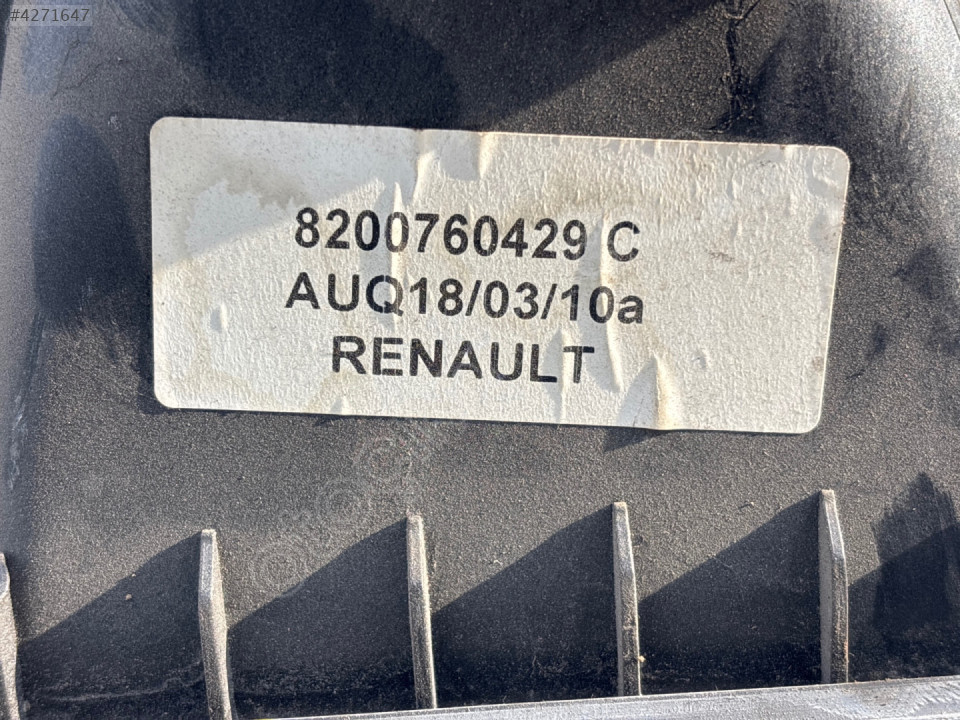 #4271647
8200760429 C
AUQ18/03/10a
RENAULT